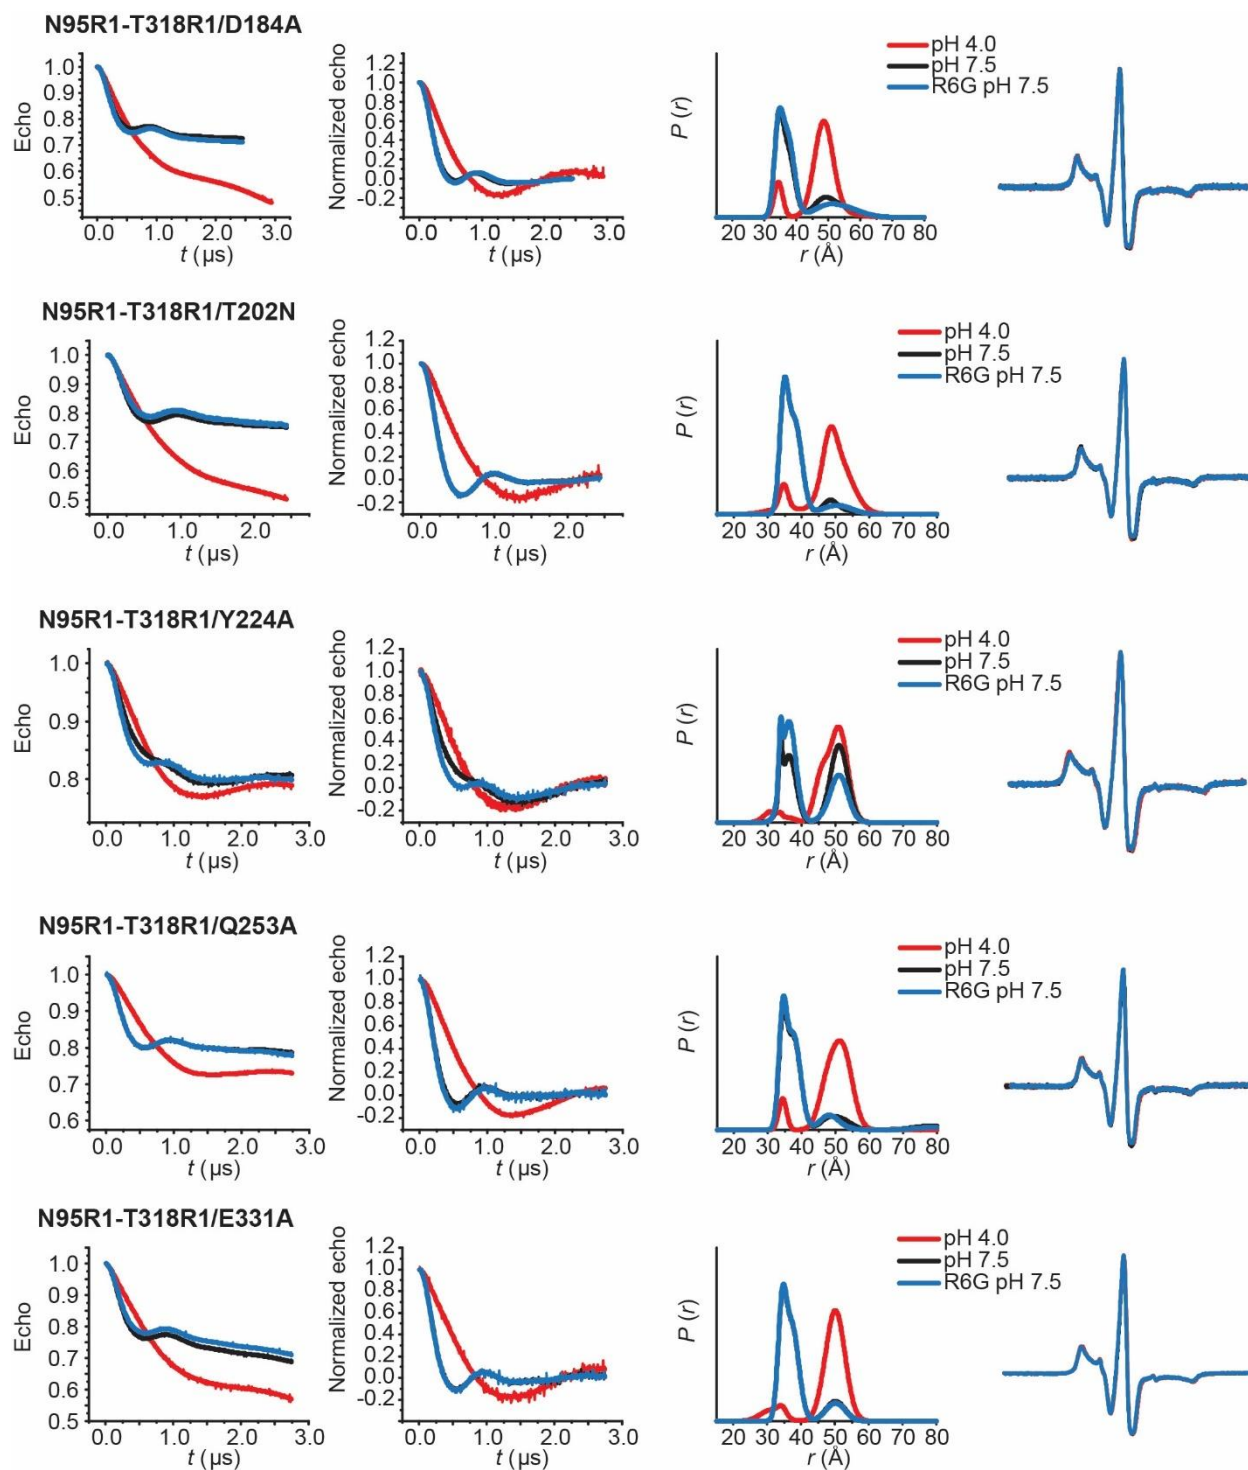 N95R1-T318R1/D184A
Echo
1.0
0.9
0.8
0.7
0.6
0.5
0.0 1.0 2.0 3.0
t (µs)
Normalized echo
1.2
1.0
0.8
0.6
0.4
0.2
0.0
-0.2
0.0 1.0 2.0 3.0
t (µs)
P (r)
20 30 40 50 60 70 80
r (Å)
pH 4.0
pH 7.5
R6G pH 7.5
N95R1-T318R1/T202N
Echo
1.0
0.9
0.8
0.7
0.6
0.5
0.0 1.0 2.0
t (µs)
Normalized echo
1.2
1.0
0.8
0.6
0.4
0.2
0.0
-0.2
0.0 1.0 2.0
t (µs)
P (r)
20 30 40 50 60 70 80
r (Å)
pH 4.0
pH 7.5
R6G pH 7.5
N95R1-T318R1/Y224A
Echo
1.0
0.9
0.8
0.0 1.0 2.0 3.0
t (µs)
Normalized echo
1.2
1.0
0.8
0.6
0.4
0.2
0.0
-0.2
0.0 1.0 2.0 3.0
t (µs)
P (r)
20 30 40 50 60 70 80
r (Å)
pH 4.0
pH 7.5
R6G pH 7.5
N95R1-T318R1/Q253A
Echo
1.0
0.9
0.8
0.7
0.6
0.0 1.0 2.0 3.0
t (µs)
Normalized echo
1.2
1.0
0.8
0.6
0.4
0.2
0.0
-0.2
0.0 1.0 2.0 3.0
t (µs)
P (r)
20 30 40 50 60 70 80
r (Å)
pH 4.0
pH 7.5
R6G pH 7.5
N95R1-T318R1/E331A
Echo
1.0
0.9
0.8
0.7
0.6
0.5
0.0 1.0 2.0 3.0
t (µs)
Normalized echo
1.2
1.0
0.8
0.6
0.4
0.2
0.0
-0.2
0.0 1.0 2.0 3.0
t (µs)
P (r)
20 30 40 50 60 70 80
r (Å)
pH 4.0
pH 7.5
R6G pH 7.5